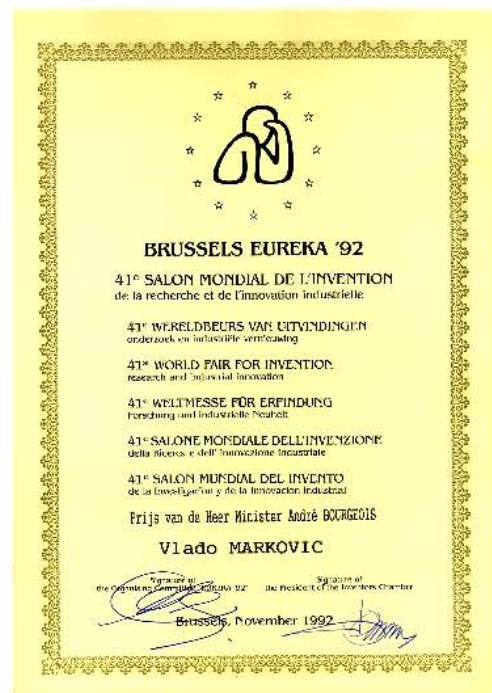 BRUSSELS EUREKA '92
41e SALON MONDIAL DE L'INVENTION
de la recherche et de l'innovation industrielle
41e WERELDBEURS VAN UITVINDINGEN
onderzoek en industriële vernieuwing
41st WORLD FAIR FOR INVENTION
research and industrial innovation
41e WELTMESSE FÜR ERFINDUNG
Forschung und industrielle Neuheit
41e SALONE MONDIALE DELL'INVENZIONE
della Ricerca e dell' Innovazione Industriale
41e SALON MUNDIAL DEL INVENTO
de la Investigacion y de la Innovacion Industrial
Prijs van de Heer Minister André BOURGEOIS
Vlado MARKOVIC
Signature of Signature of
the Organising Committee "EUREKA 92" the President of the Inventors Chamber
Brussels, November 1992